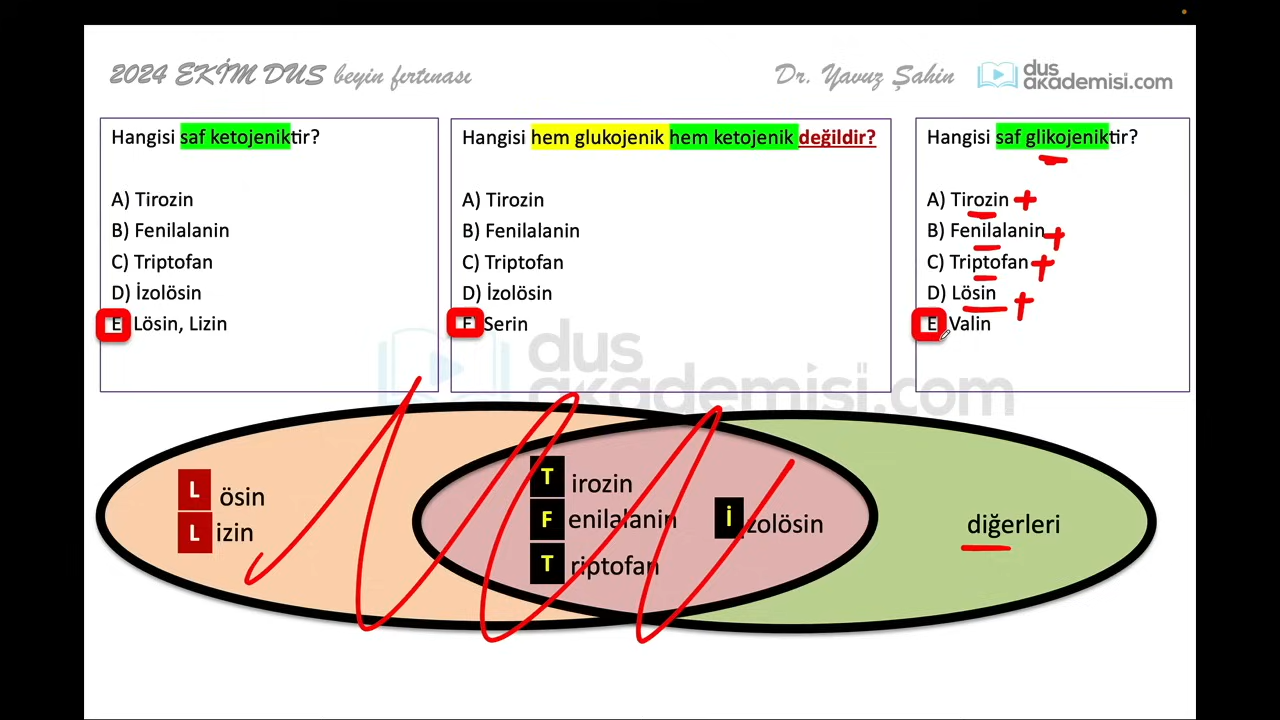 2024 EKİM DUS beyin fırtınası
Dr. Yavuz Şahin
dus
akademisi.com
Hangisi saf ketojeniktir?
A) Tirozin
B) Fenilalanin
C) Triptofan
D) İzolösin
E) Lösin, Lizin
Hangisi hem glukojenik hem ketojenik değildir?
A) Tirozin
B) Fenilalanin
C) Triptofan
D) İzolösin
E) Serin
Hangisi saf glikojeniktir?
A) Tirozin
B) Fenilalanin
C) Triptofan
D) Lösin
E) Valin
dus
akademisi.com
L ösin
L izin
T irozin
F enilalanin
T riptofan
İ zolösin
diğerleri